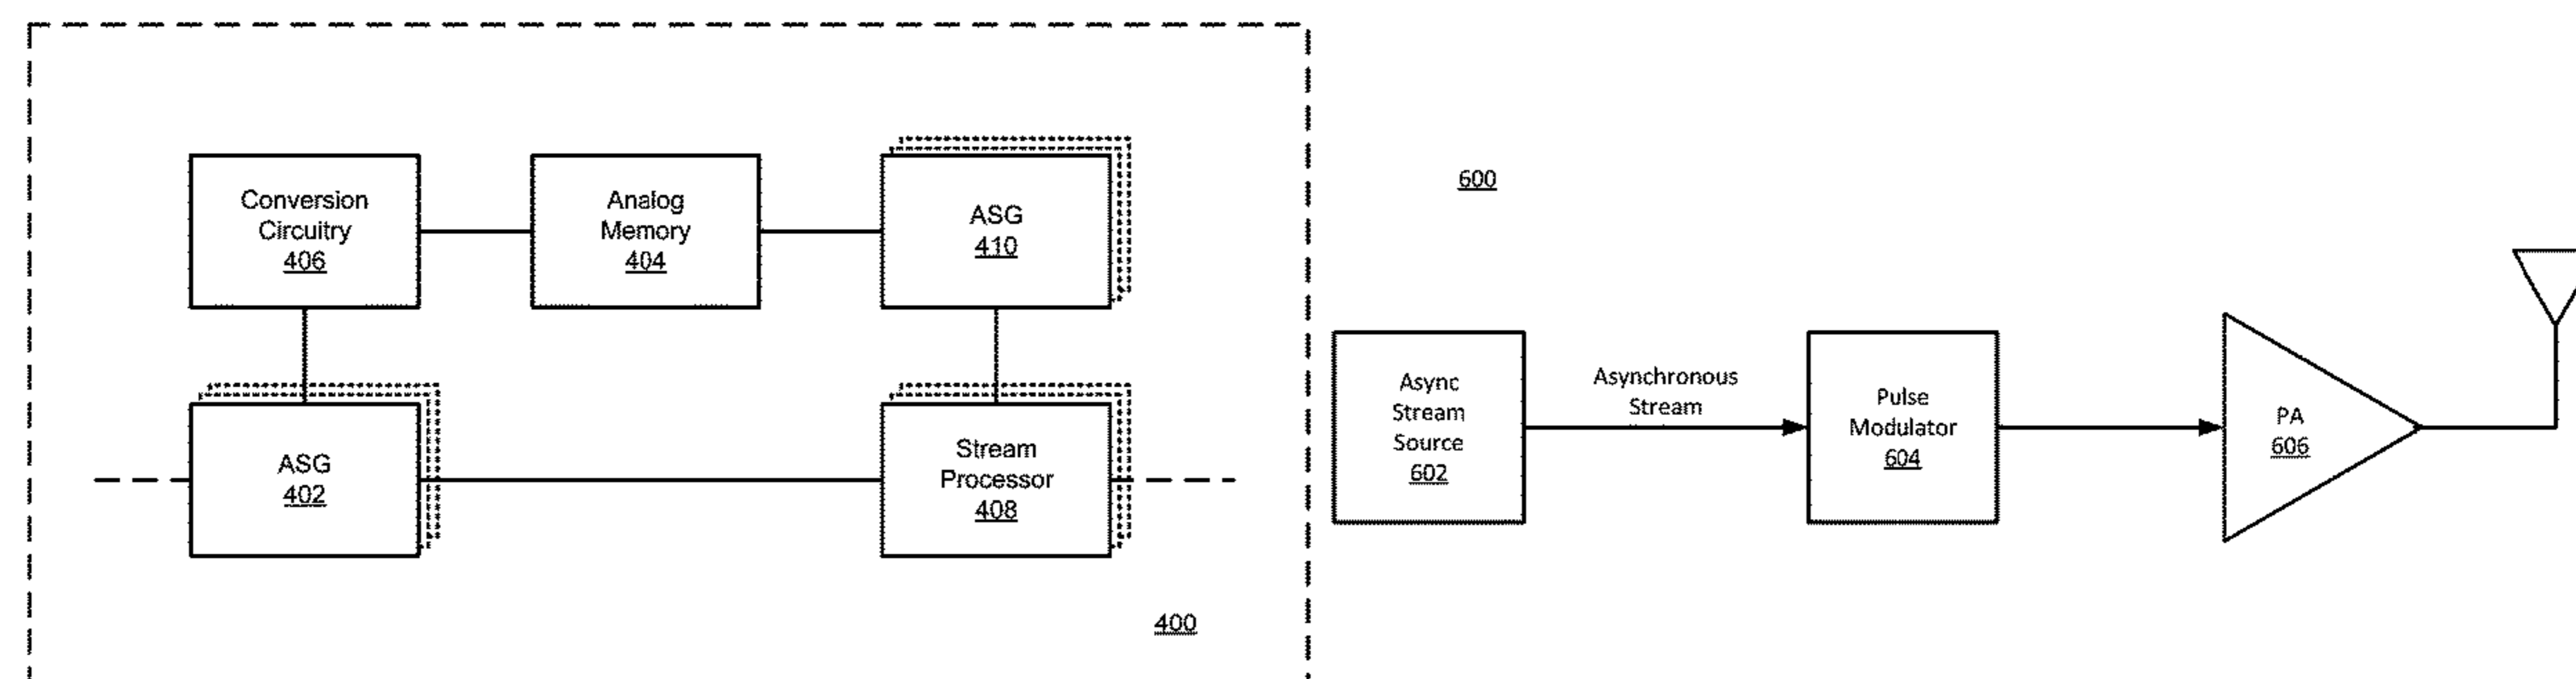 Conversion
Circuitry
406
Analog
Memory
404
ASG
410
ASG
402
Stream
Processor
408
400
600
Async
Stream
Source
602
Asynchronous
Stream
Pulse
Modulator
604
PA
606